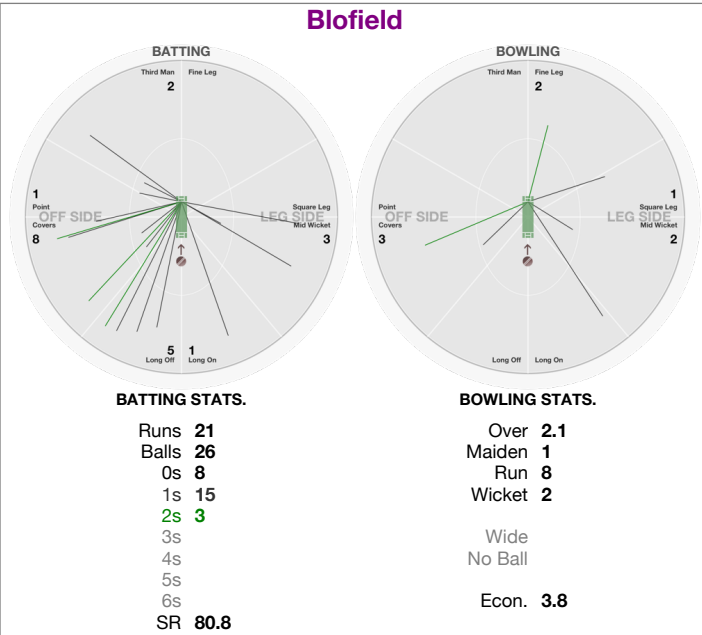 Blofield
BATTING
Third Man Fine Leg
2
1
Point
OFF SIDE
Covers
8
Square Leg
LEG SIDE
Mid Wicket
3
5 1
Long Off Long On
BOWLING
Third Man Fine Leg
2
Point
OFF SIDE
Covers
3
1
Square Leg
LEG SIDE
Mid Wicket
2
Long Off Long On
BATTING STATS.
Runs 21
Balls 26
0s 8
1s 15
2s 3
3s
4s
5s
6s
SR 80.8
BOWLING STATS.
Over 2.1
Maiden 1
Run 8
Wicket 2
Wide
No Ball
Econ. 3.8